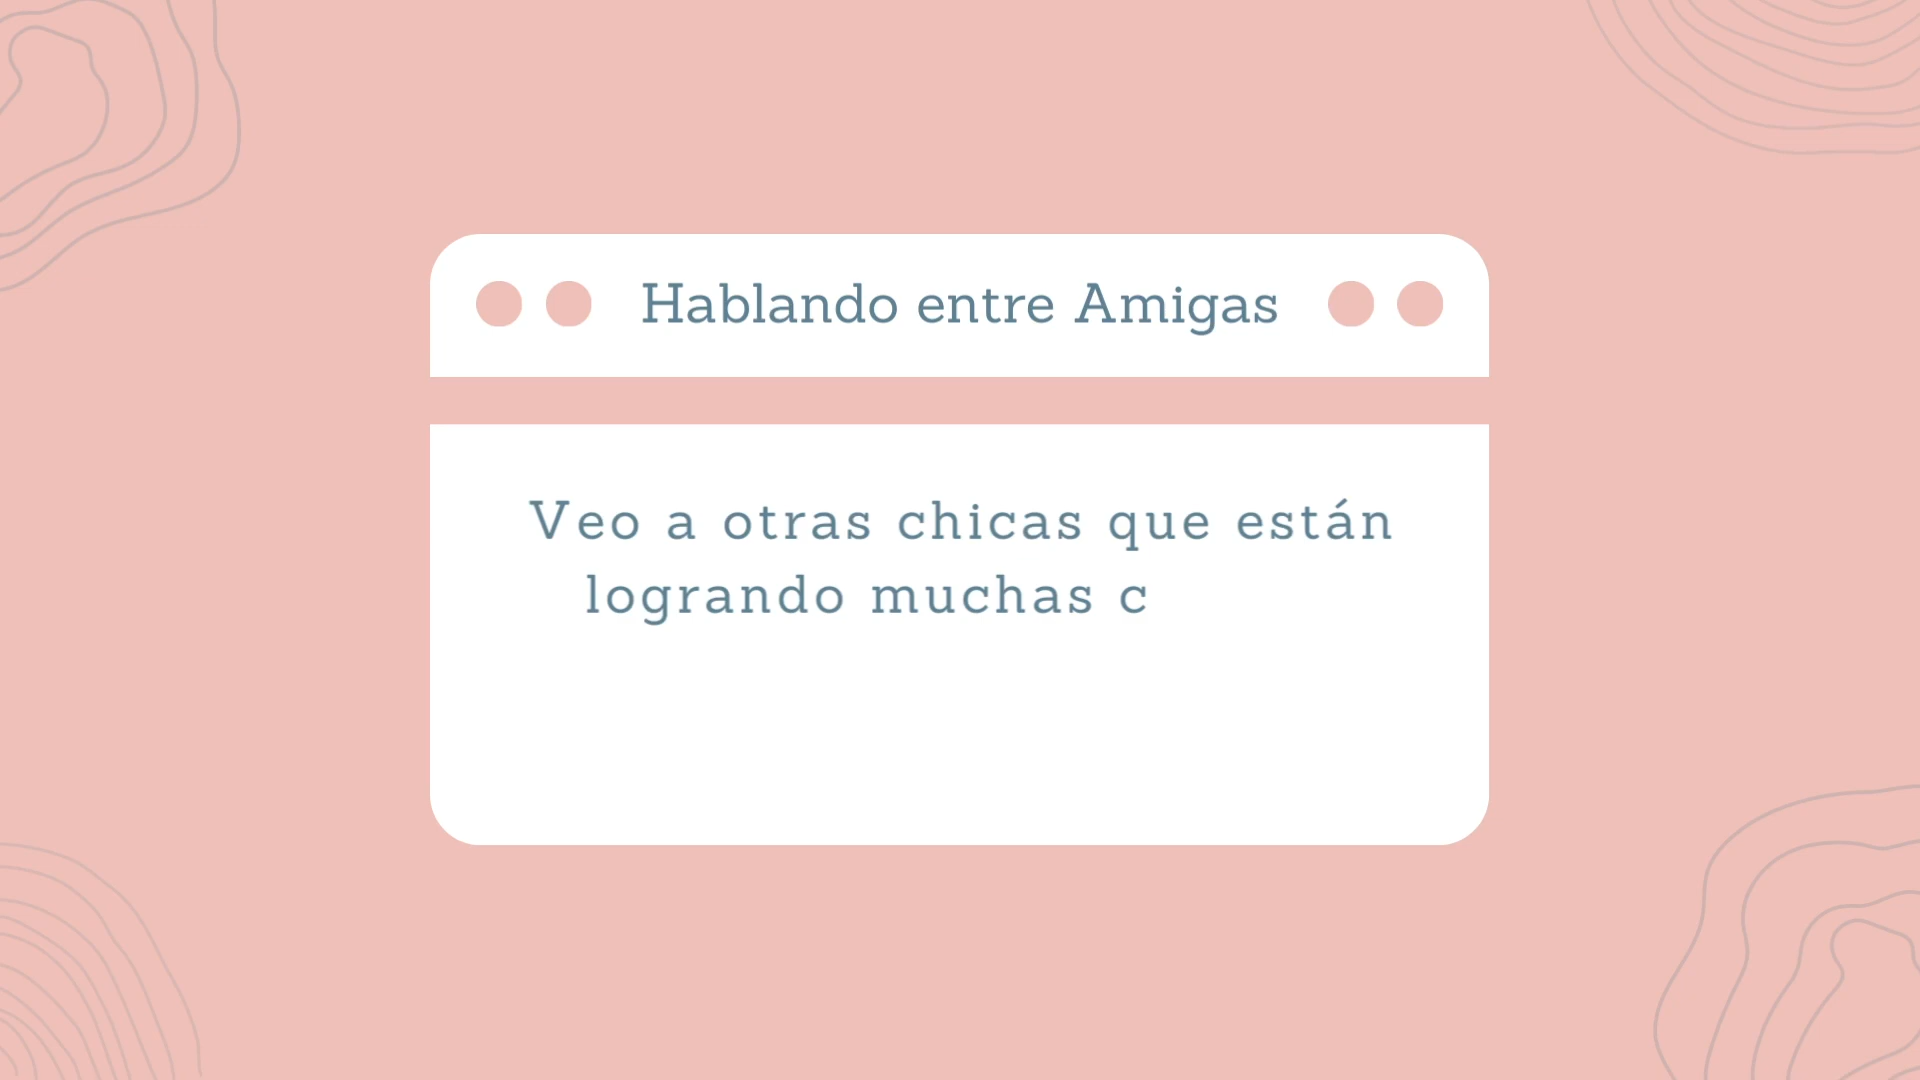 Hablando entre Amigas
Veo a otras chicas que están
logrando muchas c